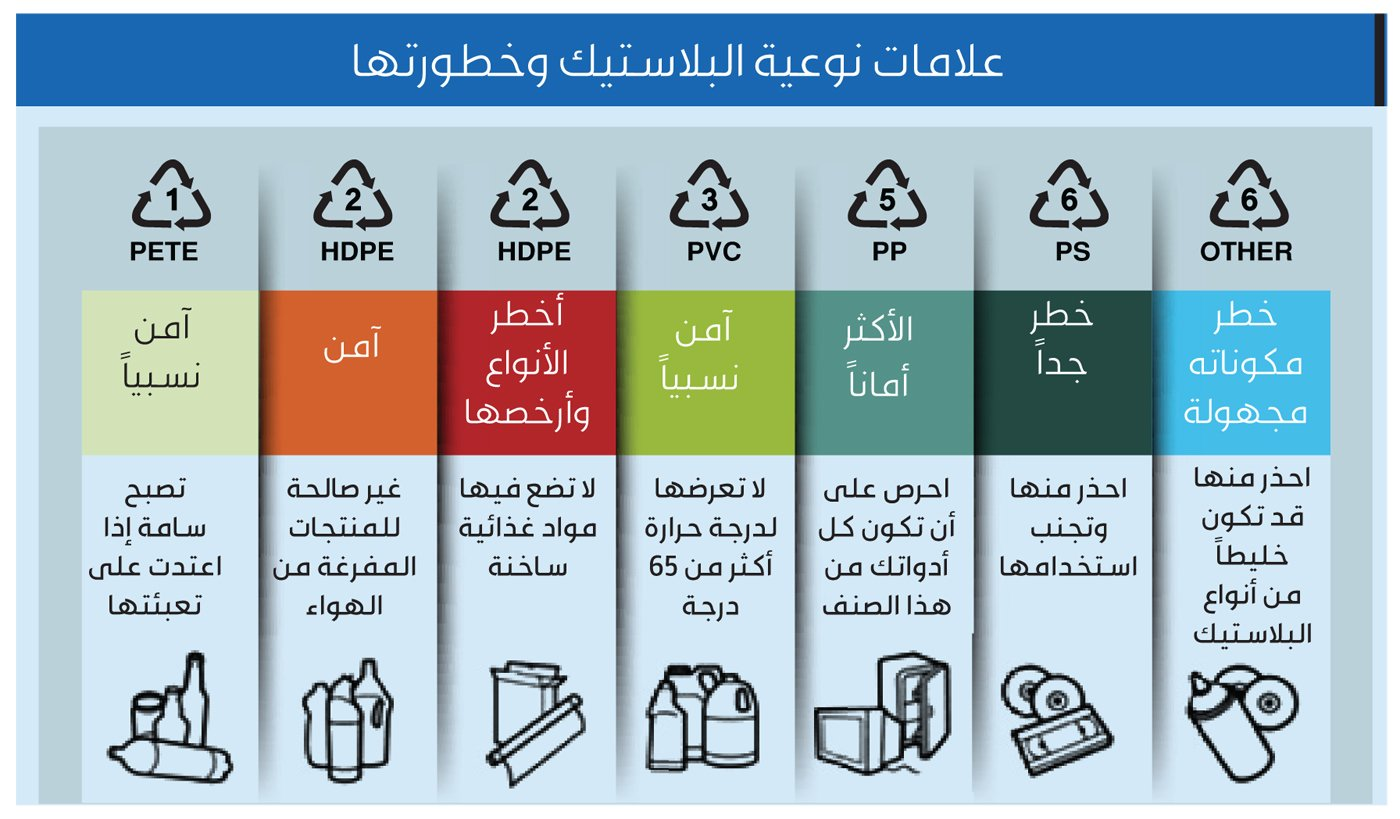 علامات نوعية البلاستيك وخطورتها
1
PETE
آمن
نسبياً
تصبح
سامة إذا
اعتدت على
تعبئتها
2
HDPE
آمن
غير صالحة
للمنتجات
المفرغة من
الهواء
2
HDPE
أخطر
الأنواع
وأرخصها
لا تضع فيها
مواد غذائية
ساخنة
3
PVC
آمن
نسبياً
لا تعرضها
لدرجة حرارة
أكثر من 65
درجة
5
PP
الأكثر
أماناً
احرص على
أن تكون كل
أدواتك من
هذا الصنف
6
PS
خطر
جداً
احذر منها
وتجنب
استخدامها
6
OTHER
خطر
مكوناته
مجهولة
احذر منها
قد تكون
خليطاً
من أنواع
البلاستيك